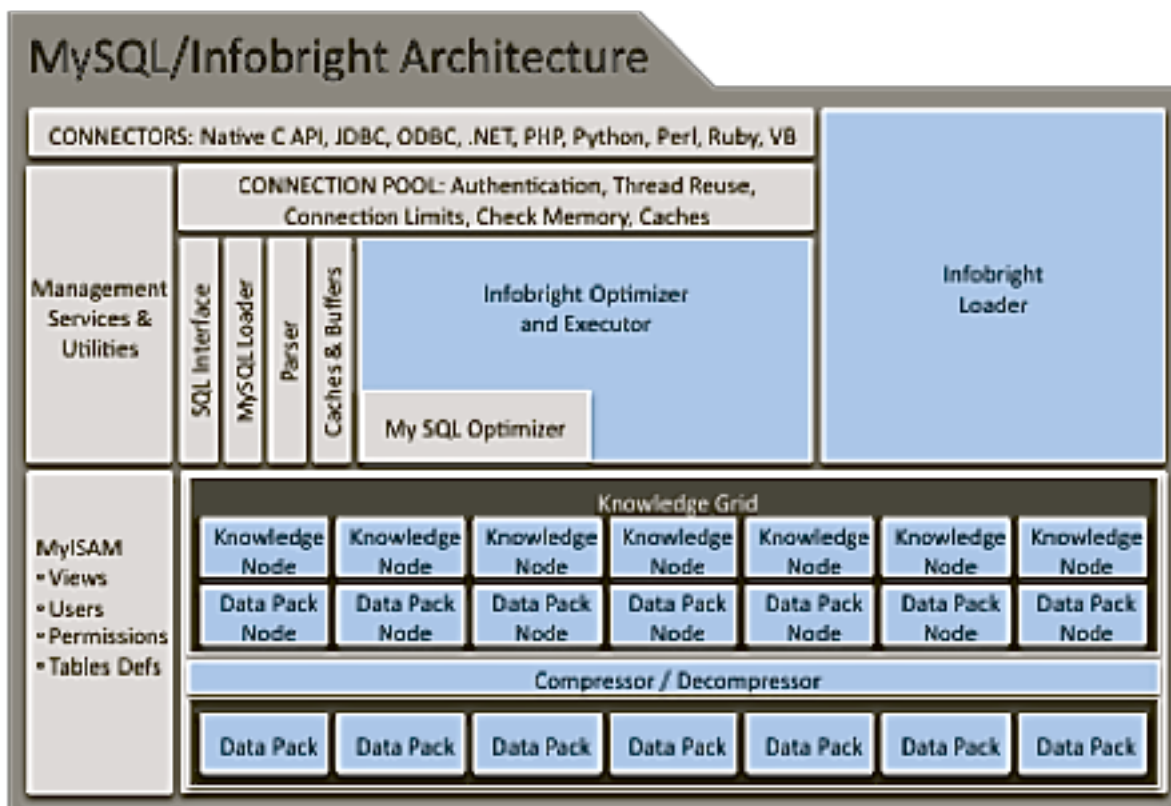 MySQL/Infobright Architecture
CONNECTORS: Native C API, JDBC, ODBC, .NET, PHP, Python, Perl, Ruby, VB
CONNECTION POOL: Authentication, Thread Reuse,
Connection Limits, Check Memory, Caches
Management
Services &
Utilities
SQL Interface
MySQL Loader
Parser
Caches & Buffers
Infobright Optimizer
and Executor
My SQL Optimizer
Infobright
Loader
MyISAM
• Views
• Users
• Permissions
• Tables Defs
Knowledge Grid
Knowledge Knowledge Knowledge Knowledge Knowledge Knowledge Knowledge
Node Node Node Node Node Node Node
Data Pack Data Pack Data Pack Data Pack Data Pack Data Pack Data Pack
Node Node Node Node Node Node Node
Compressor / Decompressor
Data Pack Data Pack Data Pack Data Pack Data Pack Data Pack Data Pack